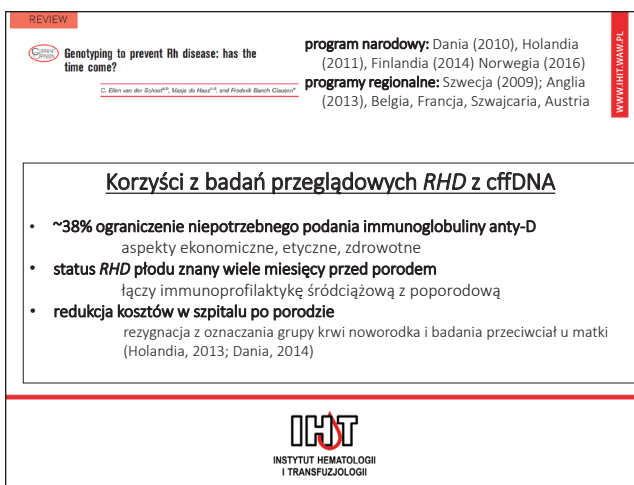 REVIEW
CURRENT
OPINION
Genotyping to prevent Rh disease: has the
time come?
C. Ellen van der Schoot a,b, Masja de Haas c,d, and Frederik Banch Clausen e
program narodowy: Dania (2010), Holandia
(2011), Finlandia (2014) Norwegia (2016)
programy regionalne: Szwecja (2009); Anglia
(2013), Belgia, Francja, Szwajcaria, Austria
WWW.IHIT.WAW.PL
Korzyści z badań przeglądowych RHD z cffDNA
• ~38% ograniczenie niepotrzebnego podania immunoglobuliny anty-D
aspekty ekonomiczne, etyczne, zdrowotne
• status RHD płodu znany wiele miesięcy przed porodem
łączy immunoprofilaktykę śródciążową z poporodową
• redukcja kosztów w szpitalu po porodzie
rezygnacja z oznaczania grupy krwi noworodka i badania przeciwciał u matki
(Holandia, 2013; Dania, 2014)
IHiT
INSTYTUT HEMATOLOGII
I TRANSFUZJOLOGII